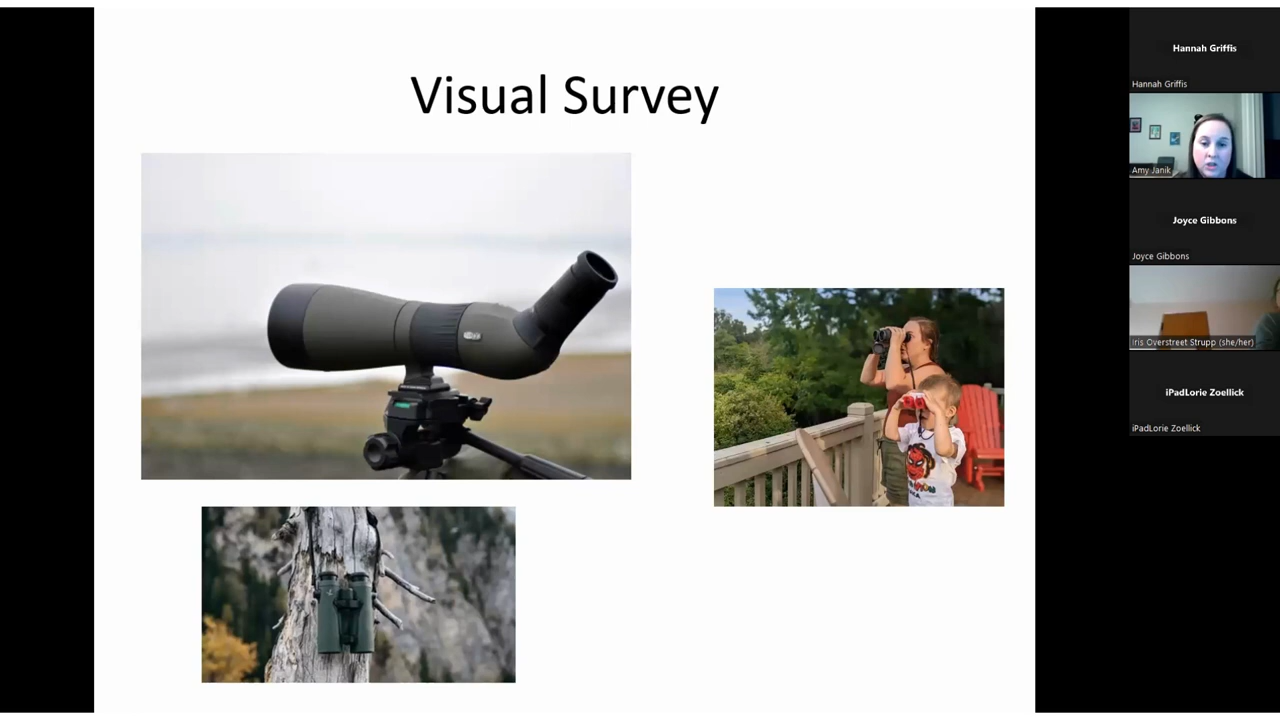 Visual Survey
Hannah Griffis
Hannah Griffis
Amy Janik
Joyce Gibbons
Joyce Gibbons
Iris Overstreet Strupp (she/her)
iPadLorie Zoellick
iPadLorie Zoellick